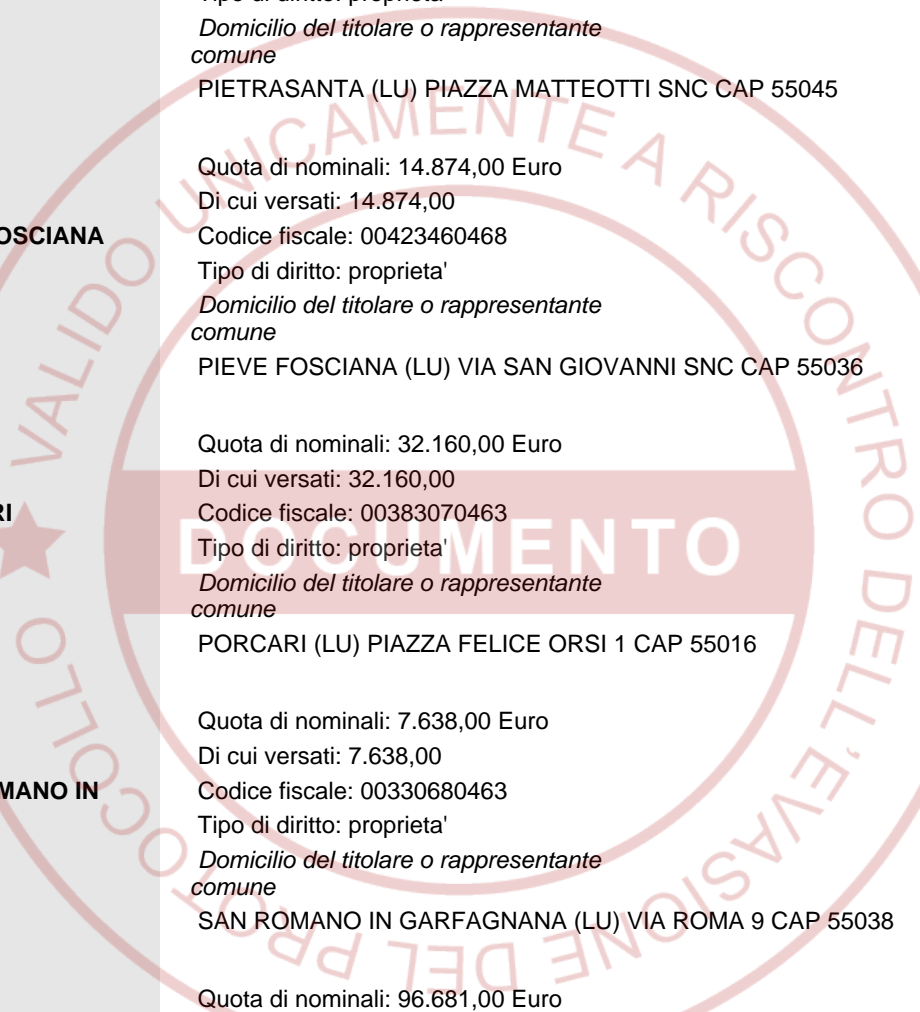 Tipo di diritto: proprieta'
Domicilio del titolare o rappresentante
comune
PIETRASANTA (LU) PIAZZA MATTEOTTI SNC CAP 55045
Quota di nominali: 14.874,00 Euro
Di cui versati: 14.874,00
OSCIANA
Codice fiscale: 00423460468
Tipo di diritto: proprieta'
Domicilio del titolare o rappresentante
comune
PIEVE FOSCIANA (LU) VIA SAN GIOVANNI SNC CAP 55036
Quota di nominali: 32.160,00 Euro
Di cui versati: 32.160,00
RI
Codice fiscale: 00383070463
Tipo di diritto: proprieta'
Domicilio del titolare o rappresentante
comune
PORCARI (LU) PIAZZA FELICE ORSI 1 CAP 55016
Quota di nominali: 7.638,00 Euro
Di cui versati: 7.638,00
MANO IN
Codice fiscale: 00330680463
Tipo di diritto: proprieta'
Domicilio del titolare o rappresentante
comune
SAN ROMANO IN GARFAGNANA (LU) VIA ROMA 9 CAP 55038
Quota di nominali: 96.681,00 Euro
DOCUMENTO
VALIDO UNICAMENTE A RISCONTRO DELL'EVASIONE DEL PROTOCOLLO